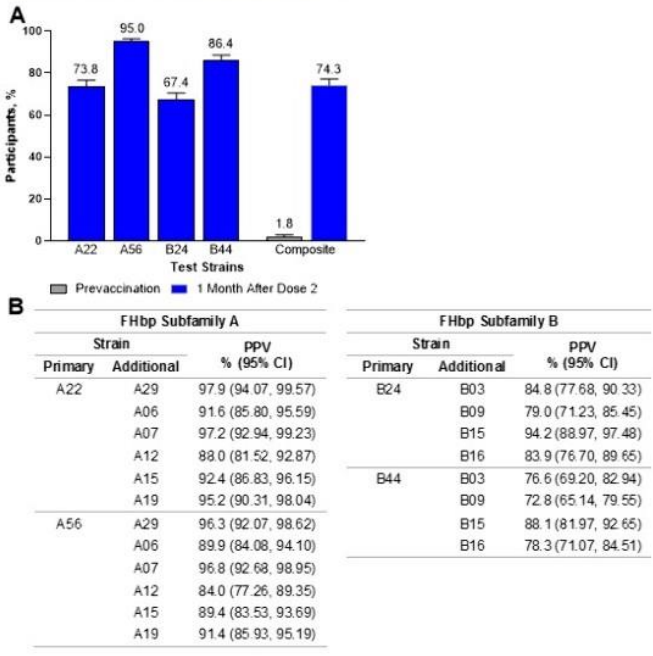 A
Participants, %
100
80
60
40
20
0
73.8
95.0
67.4
86.4
1.8
74.3
A22 A56 B24 B44 Composite
Test Strains
Prevaccination 1 Month After Dose 2
B
FHbp Subfamily A
Strain PPV
% (95% CI)
Primary Additional
A22 A29 97.9 (94.07, 99.57)
A06 91.6 (85.80, 95.59)
A07 97.2 (92.94, 99.23)
A12 88.0 (81.52, 92.87)
A15 92.4 (86.83, 96.15)
A19 95.2 (90.31, 98.04)
A56 A29 96.3 (92.07, 98.62)
A06 89.9 (84.08, 94.10)
A07 96.8 (92.68, 98.95)
A12 84.0 (77.26, 89.35)
A15 89.4 (83.53, 93.69)
A19 91.4 (85.93, 95.19)
FHbp Subfamily B
Strain PPV
% (95% CI)
Primary Additional
B24 B03 84.8 (77.68, 90.33)
B09 79.0 (71.23, 85.45)
B15 94.2 (88.97, 97.48)
B16 83.9 (76.70, 89.65)
B44 B03 76.6 (69.20, 82.94)
B09 72.8 (65.14, 79.55)
B15 88.1 (81.97, 92.65)
B16 78.3 (71.07, 84.51)